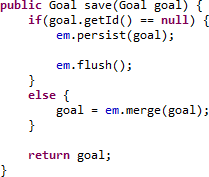 public Goal save(Goal goal) {
    if(goal.getId() == null) {
        em.persist(goal);

        em.flush();
    }
    else {
        goal = em.merge(goal);
    }

    return goal;
}